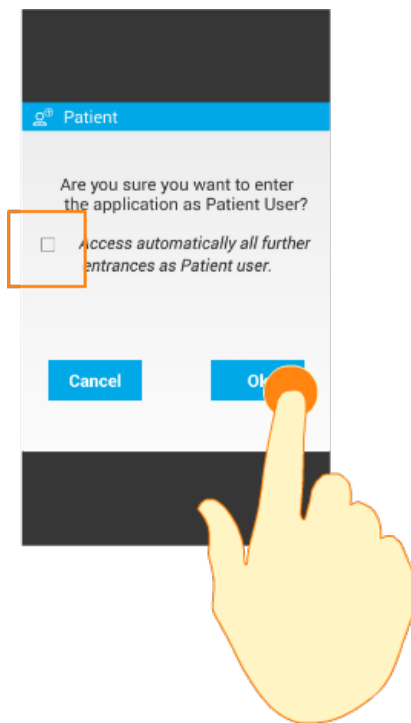 Patient
Are you sure you want to enter
the application as Patient User?
Access automatically all further
entrances as Patient user.
Cancel
Ok